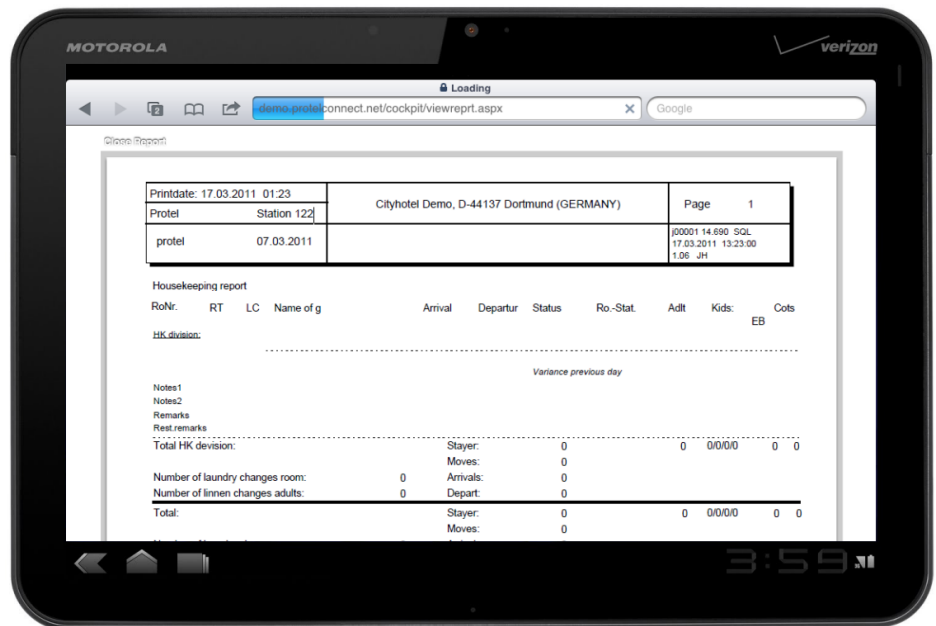 MOTOROLA
verizon
Loading
2
demo.protelconnect.net/cockpit/viewreprt.aspx
Google
Close Report
Printdate: 17.03.2011 01:23
Protel Station 122
protel 07.03.2011
Cityhotel Demo, D-44137 Dortmund (GERMANY)
Page 1
j00001 14.690 SQL
17.03.2011 13:23:00
1.06 JH
Housekeeping report
RoNr. RT LC Name of g Arrival Departur Status Ro.-Stat. Adlt Kids: EB Cots
HK division:
Variance previous day
Notes1
Notes2
Remarks
Rest.remarks
Total HK devision: Stayer: 0 0 0/0/0/0 0 0
Moves: 0
Number of laundry changes room: 0 Arrivals: 0
Number of linnen changes adults: 0 Depart: 0
Total: Stayer: 0 0 0/0/0/0 0 0
Moves: 0
3:59